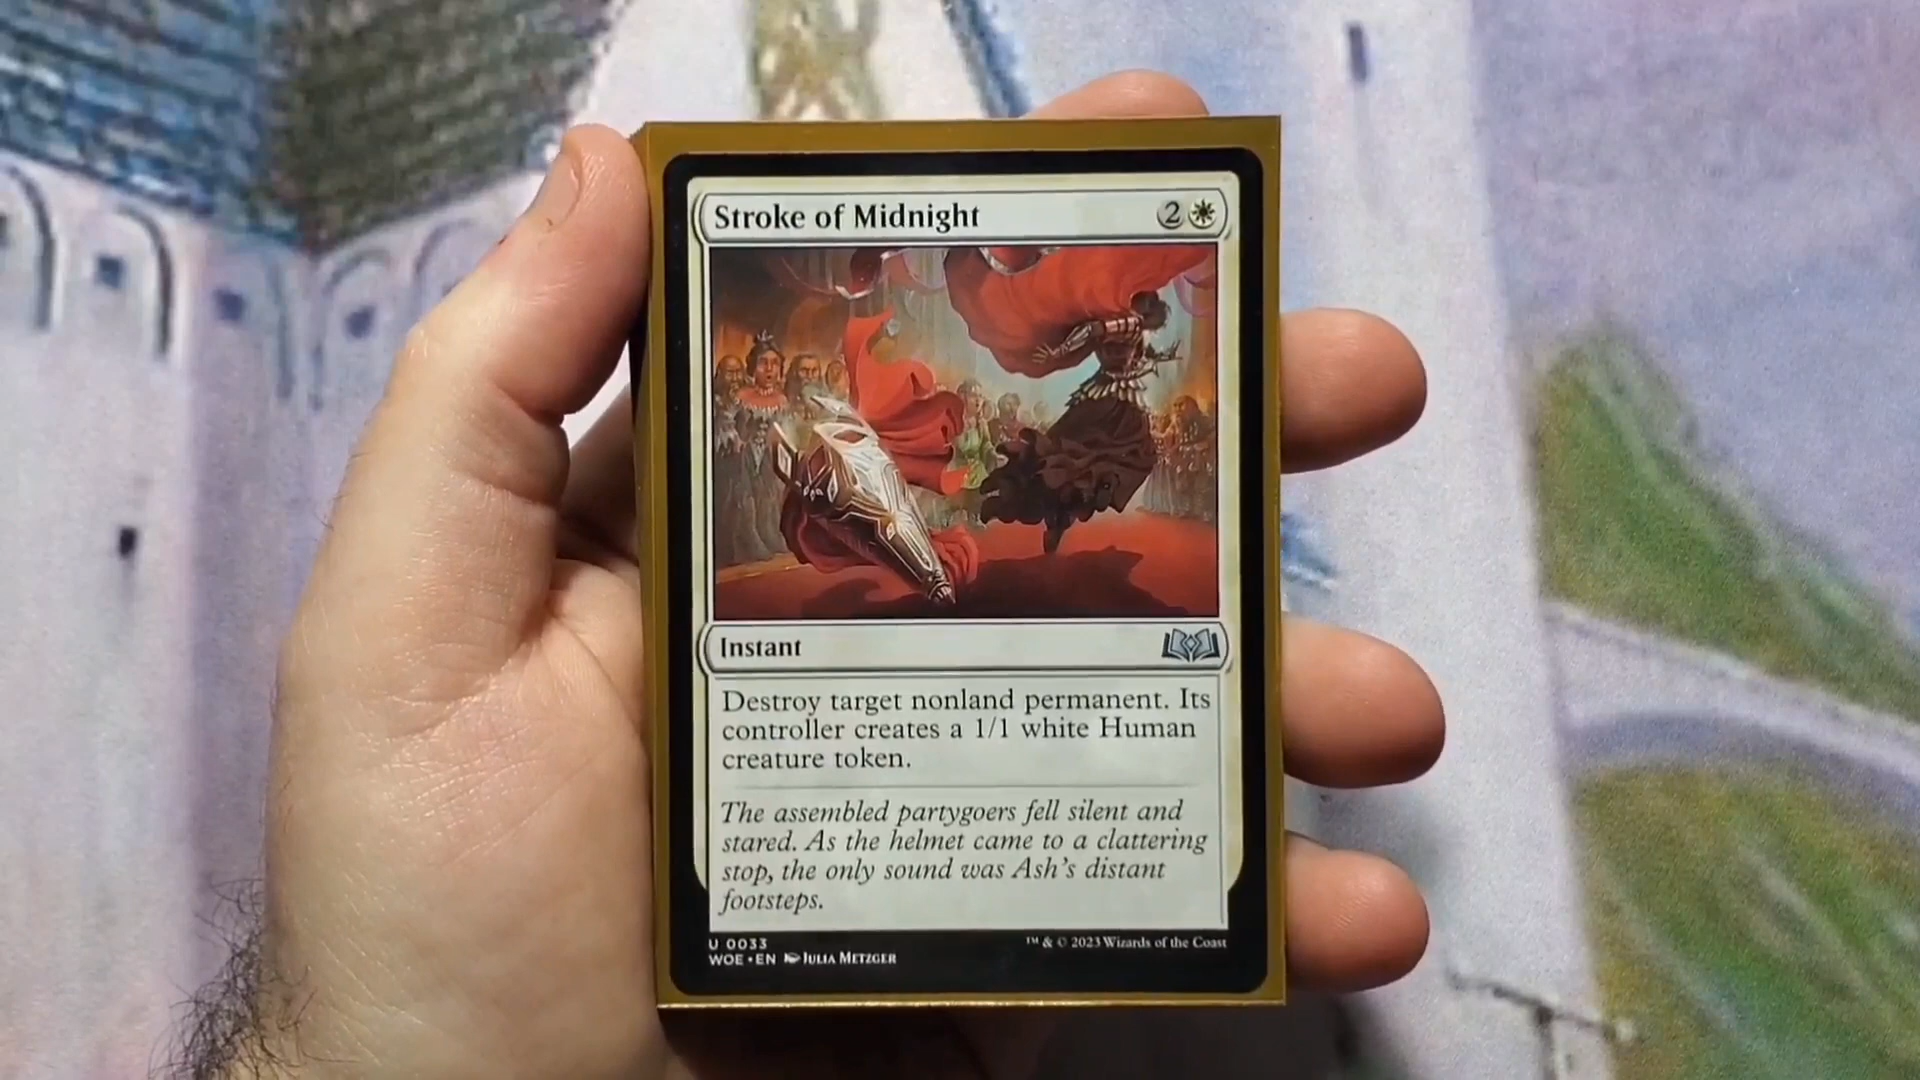 Stroke of Midnight 2
Instant
Destroy target nonland permanent. Its
controller creates a 1/1 white Human
creature token.
The assembled partygoers fell silent and
stared. As the helmet came to a clattering
stop, the only sound was Ash's distant
footsteps.
U 0033
WOE • EN Julia Metzger
™ & © 2023 Wizards of the Coast